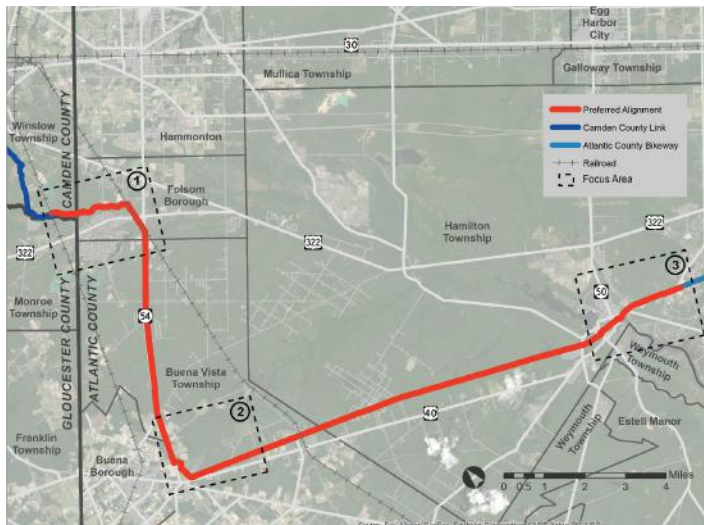 Egg
Harbor
City
30
Mullica Township
Galloway Township
Preferred Alignment
Camden County Link
Atlantic County Bikeway
Railroad
Focus Area
Winslow
Township
CAMDEN COUNTY
Hammonton
1
Folsom
Borough
322
Hamilton
Township
322
322
3
50
Monroe
Township
GLOUCESTER COUNTY
ATLANTIC COUNTY
54
Buena Vista
Township
2
40
Weymouth
Township
Weymouth
Township
Estell Manor
Franklin
Township
Buena
Borough
Miles
0 0.5 1 2 3 4